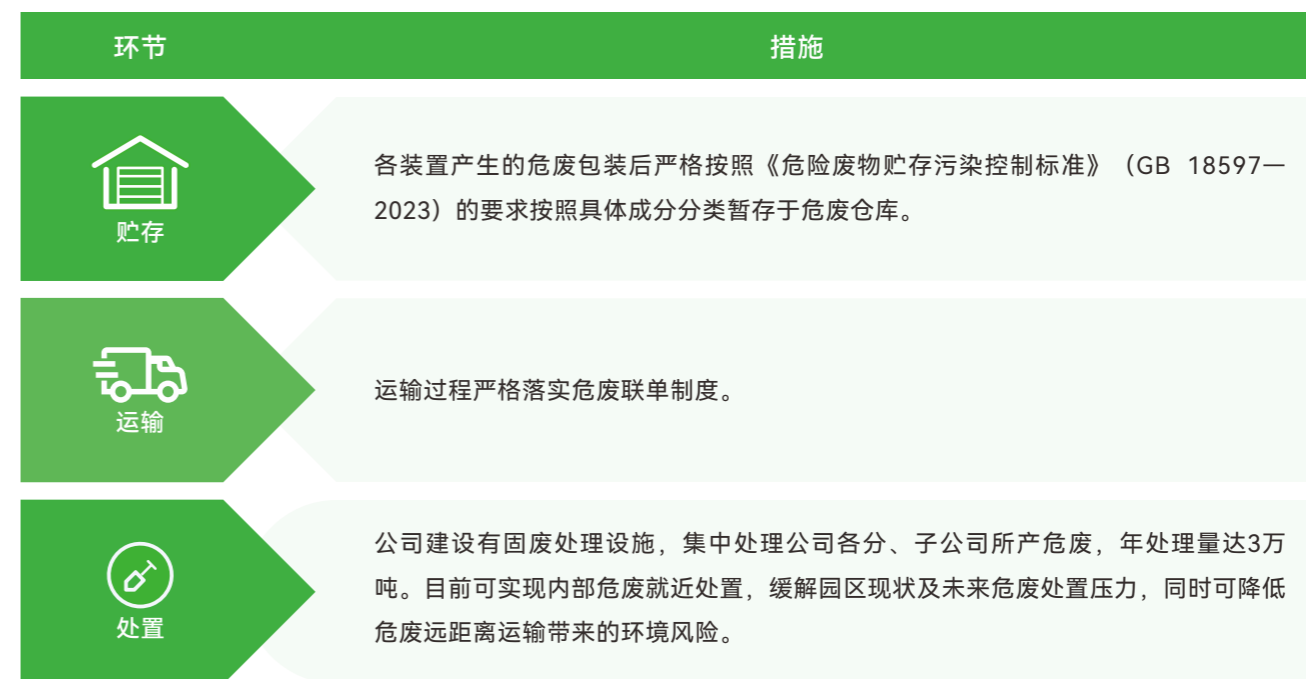 环节
措施
贮存
各装置产生的危废包装后严格按照《危险废物贮存污染控制标准》（GB 18597—
2023）的要求按照具体成分分类暂存于危废仓库。
运输
运输过程严格落实危废联单制度。
处置
公司建设有固废处理设施，集中处理公司各分、子公司所产危废，年处理量达3万
吨。目前可实现内部危废就近处置，缓解园区现状及未来危废处置压力，同时可降低
危废远距离运输带来的环境风险。